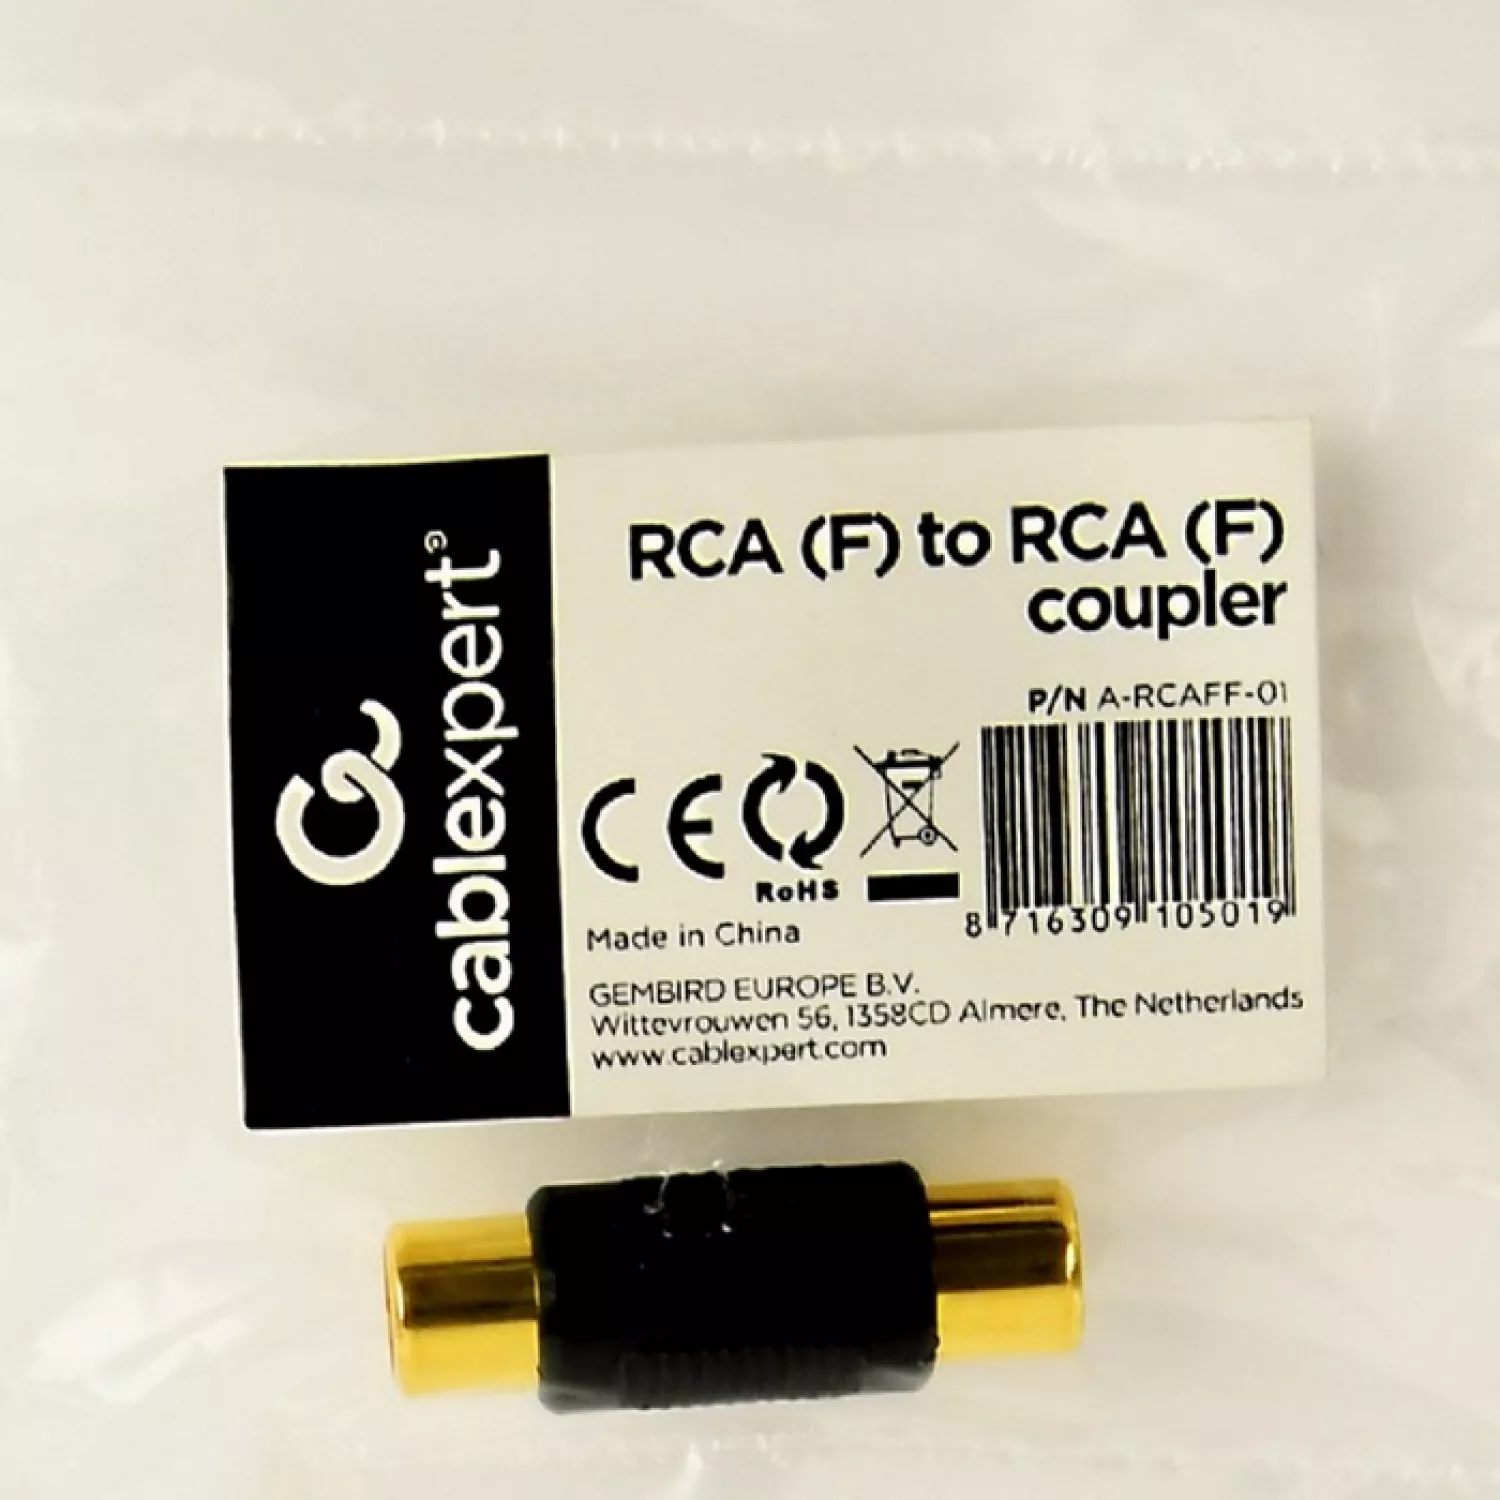 cablexpert®
RCA (F) to RCA (F)
coupler
P/N A-RCAFF-01
CE
RoHS
8 716309 105019
Made in China
GEMBIRD EUROPE B.V.
Wittevrouwen 56, 1358CD Almere, The Netherlands
www.cablexpert.com